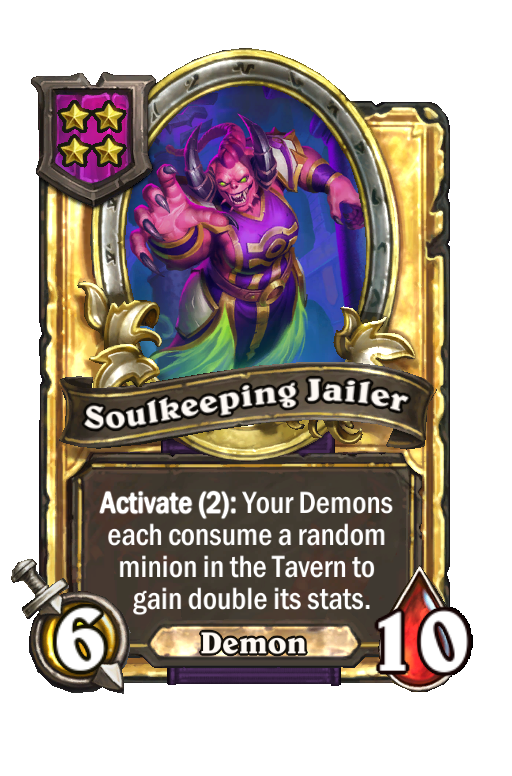 Soulkeeping Jailer
Activate (2): Your Demons
each consume a random
minion in the Tavern to
gain double its stats.
6
Demon
10